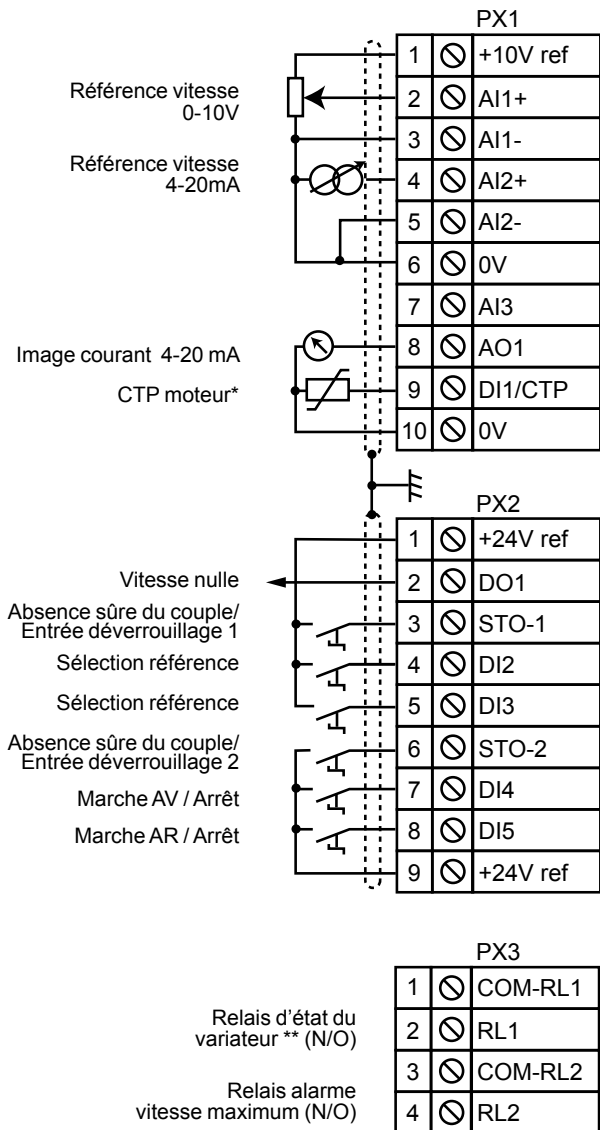 PX1
1 +10V ref
Référence vitesse
0-10V
2 AI1+
3 AI1-
Référence vitesse
4-20mA
4 AI2+
5 AI2-
6 0V
7 AI3
Image courant 4-20 mA
8 AO1
CTP moteur*
9 DI1/CTP
10 0V
PX2
1 +24V ref
Vitesse nulle
2 DO1
Absence sûre du couple/
Entrée déverrouillage 1
3 STO-1
Sélection référence
4 DI2
Sélection référence
5 DI3
Absence sûre du couple/
Entrée déverrouillage 2
6 STO-2
Marche AV / Arrêt
7 DI4
Marche AR / Arrêt
8 DI5
9 +24V ref
PX3
1 COM-RL1
Relais d'état du
variateur ** (N/O)
2 RL1
3 COM-RL2
Relais alarme
vitesse maximum (N/O)
4 RL2